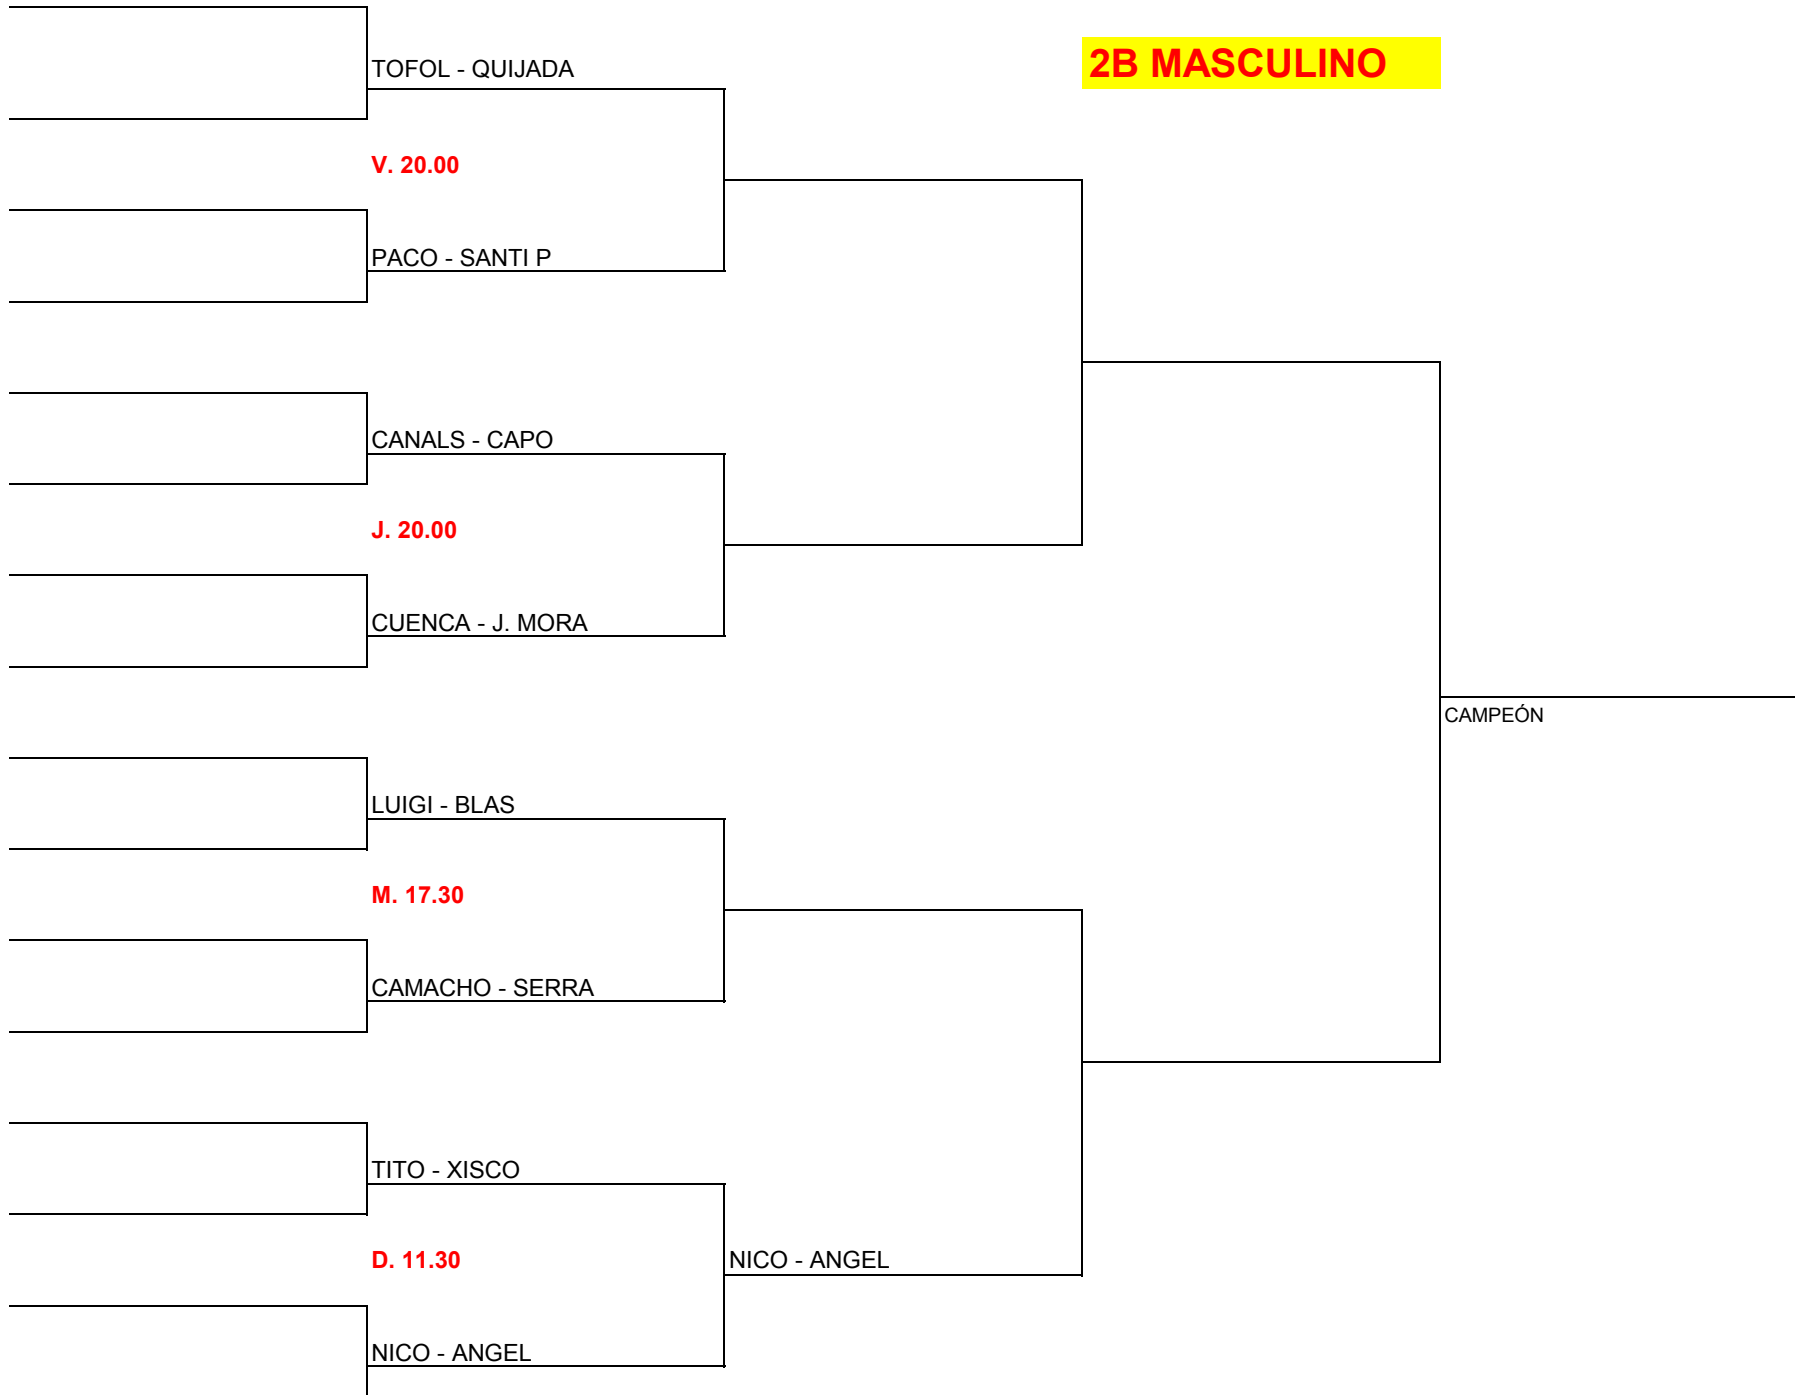 2B MASCULINO
TOFOL - QUIJADA
V. 20.00
PACO - SANTI P
CANALS - CAPO
J. 20.00
CUENCA - J. MORA
CAMPEÓN
LUIGI - BLAS
M. 17.30
CAMACHO - SERRA
TITO - XISCO
D. 11.30
NICO - ANGEL
NICO - ANGEL